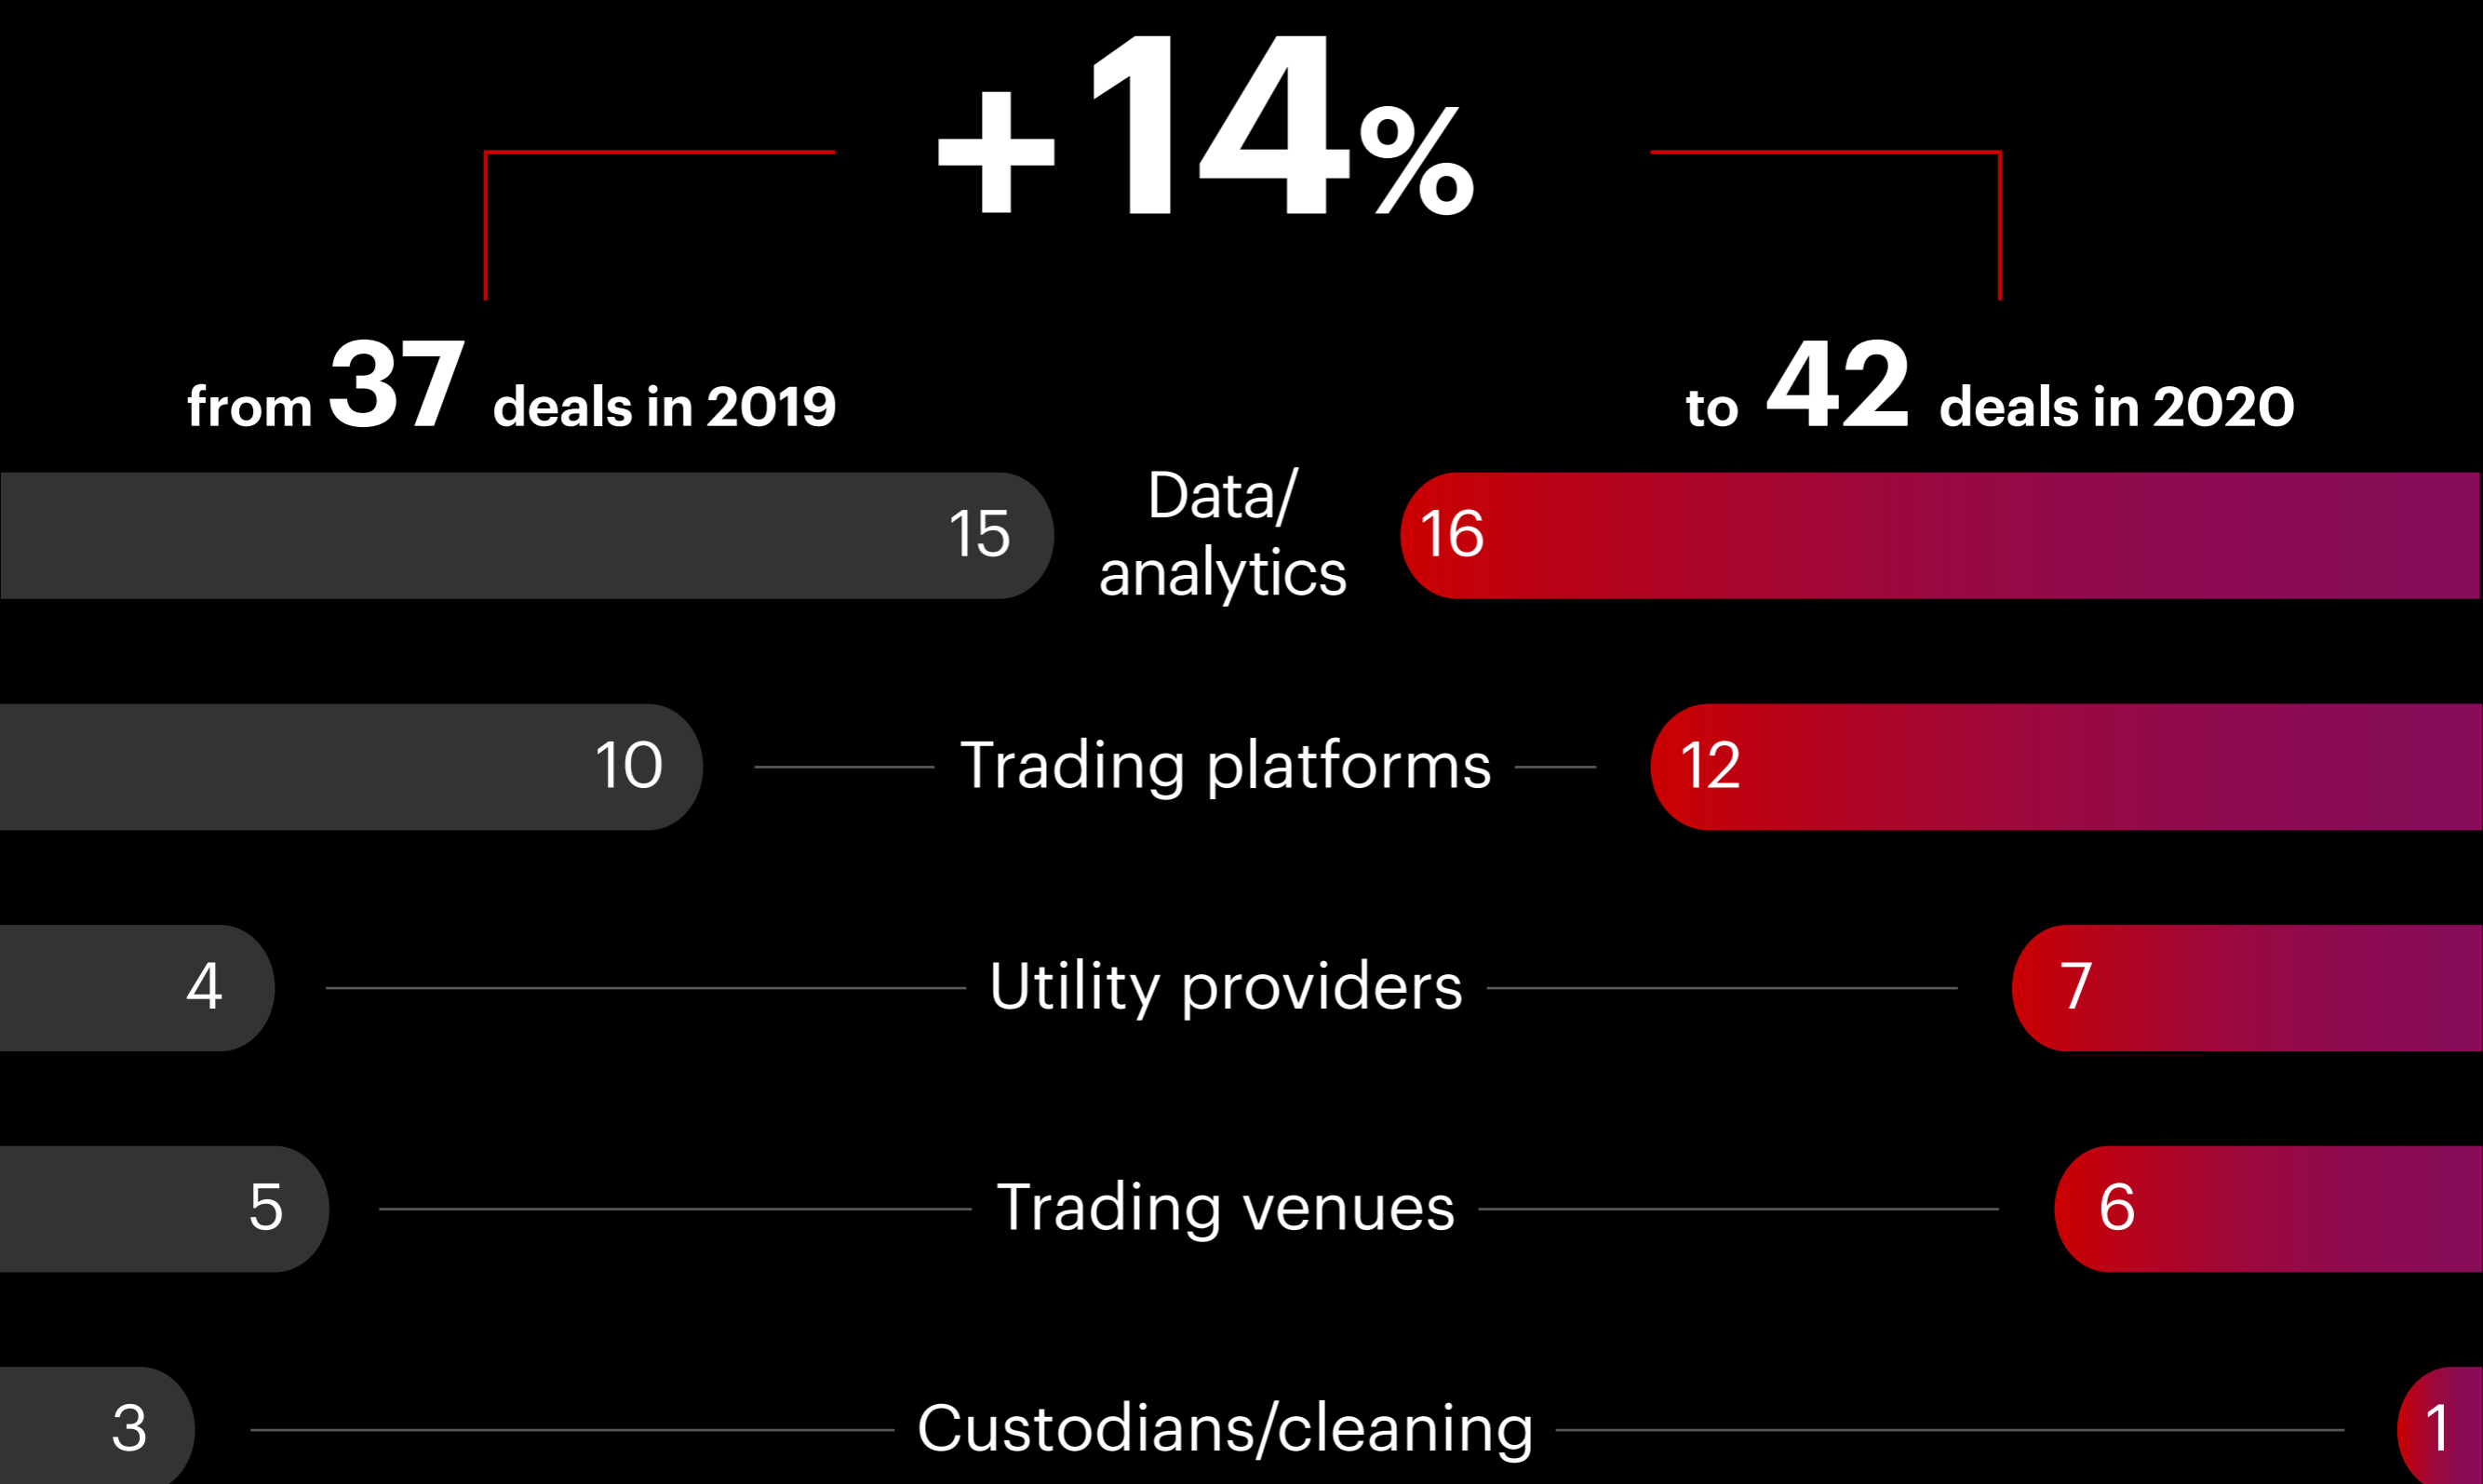 +14%
from 37 deals in 2019
to 42 deals in 2020
15
Data/
analytics
16
10
Trading platforms
12
4
Utility providers
7
5
Trading venues
6
3
Custodians/cleaning
1